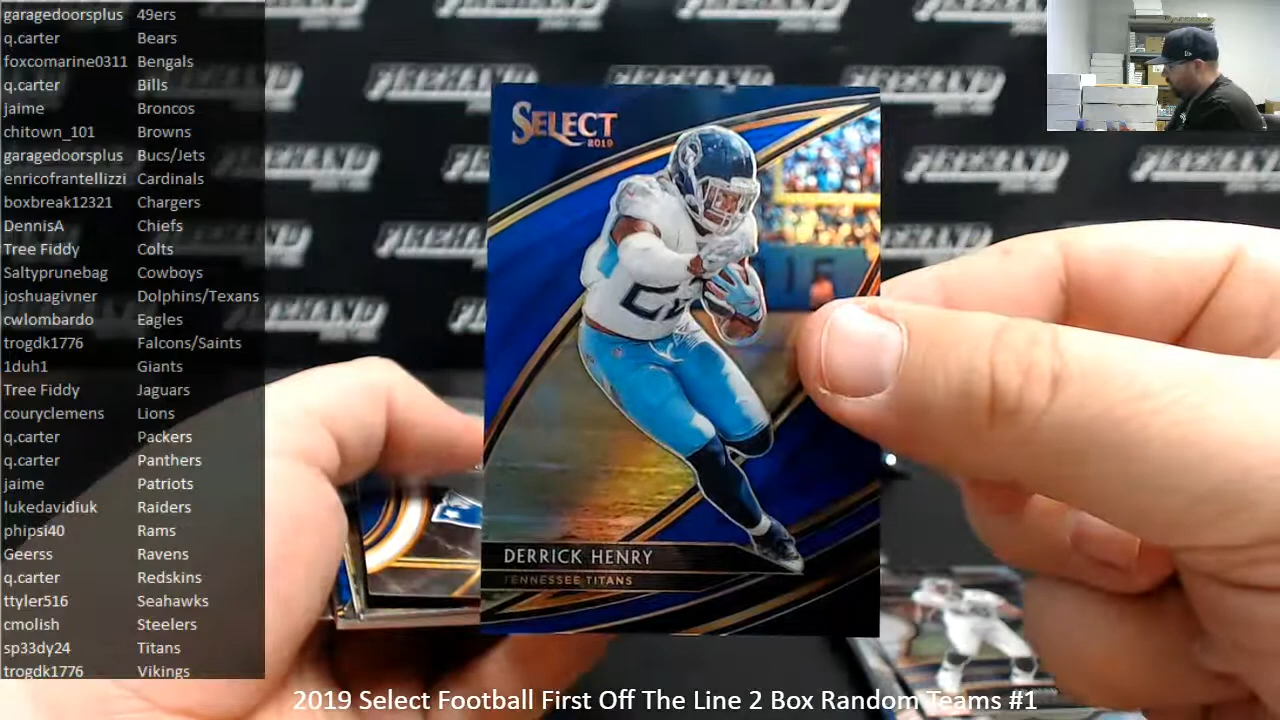 garagedoorsplus 49ers
q.carter Bears
foxcomarine0311 Bengals
q.carter Bills
jaime Broncos
chitown_101 Browns
garagedoorsplus Bucs/Jets
enricofrantellizzi Cardinals
boxbreak12321 Chargers
DennisA Chiefs
Tree Fiddy Colts
Saltyprunebag Cowboys
joshuagivner Dolphins/Texans
cwlombardo Eagles
trogdk1776 Falcons/Saints
1duh1 Giants
Tree Fiddy Jaguars
couryclemens Lions
q.carter Packers
q.carter Panthers
jaime Patriots
lukedavidiuk Raiders
phipsi40 Rams
Geerss Ravens
q.carter Redskins
ttyler516 Seahawks
cmolish Steelers
sp33dy24 Titans
trogdk1776 Vikings
SELECT
2019
DERRICK HENRY
TENNESSEE TITANS
2019 Select Football First Off The Line 2 Box Random Teams #1